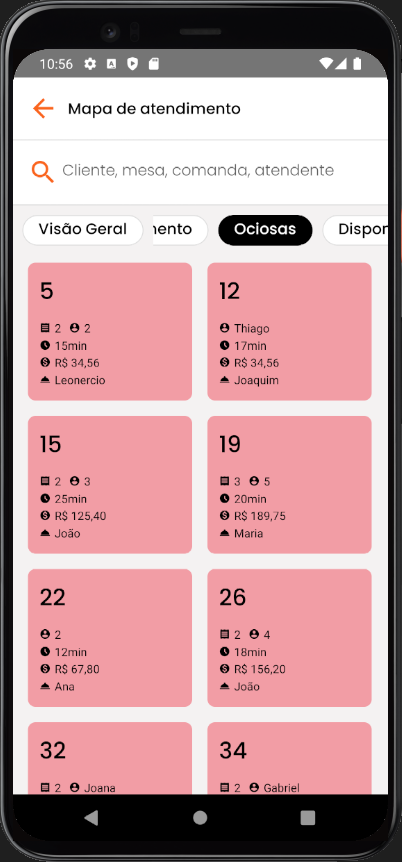 10:56
Mapa de atendimento
Cliente, mesa, comanda, atendente
Visão Geral
Ociosas
5
2 2
15min
R$ 34,56
Leonercio
12
Thiago
17min
R$ 34,56
Joaquim
15
2 3
25min
R$ 125,40
João
19
3 5
20min
R$ 189,75
Maria
22
2
12min
R$ 67,80
Ana
26
2 4
18min
R$ 156,20
João
32
2 Joana
34
2 Gabriel